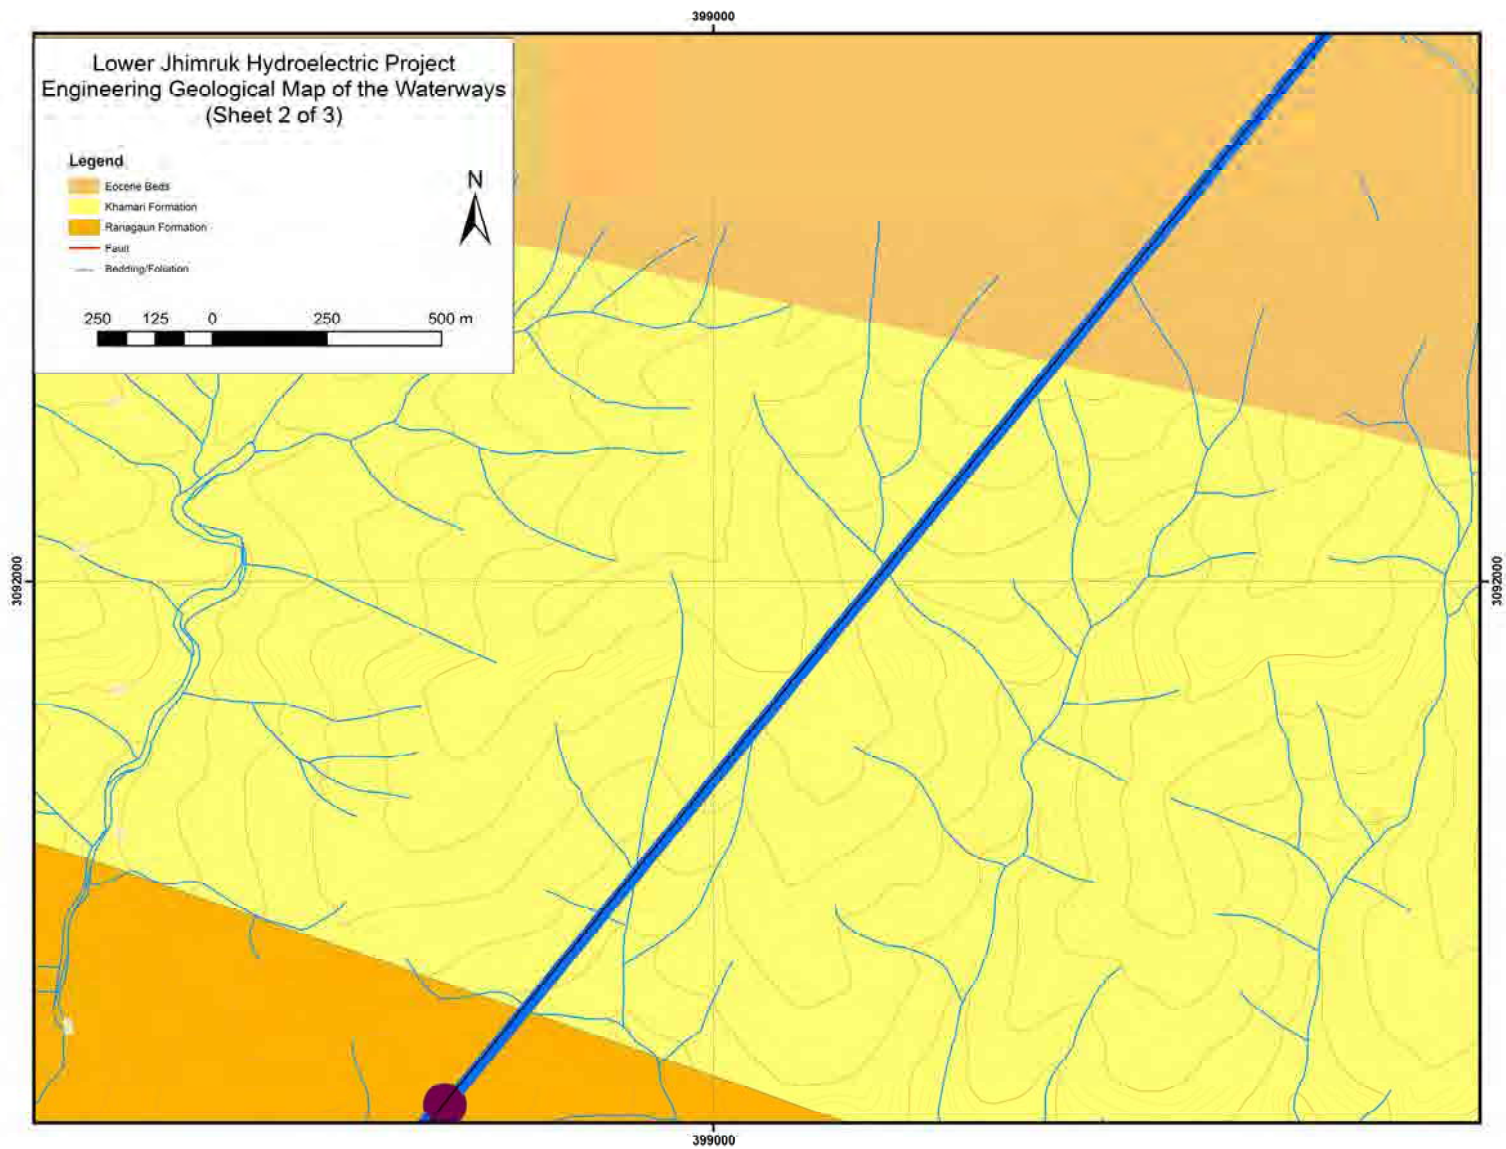 399000
Lower Jhimruk Hydroelectric Project
Engineering Geological Map of the Waterways
(Sheet 2 of 3)
Legend
Eocene Beds
Khamari Formation
Ranagaun Formation
Fault
Bedding/Foliation
N
250 125 0 250 500 m
3092000
3092000
399000